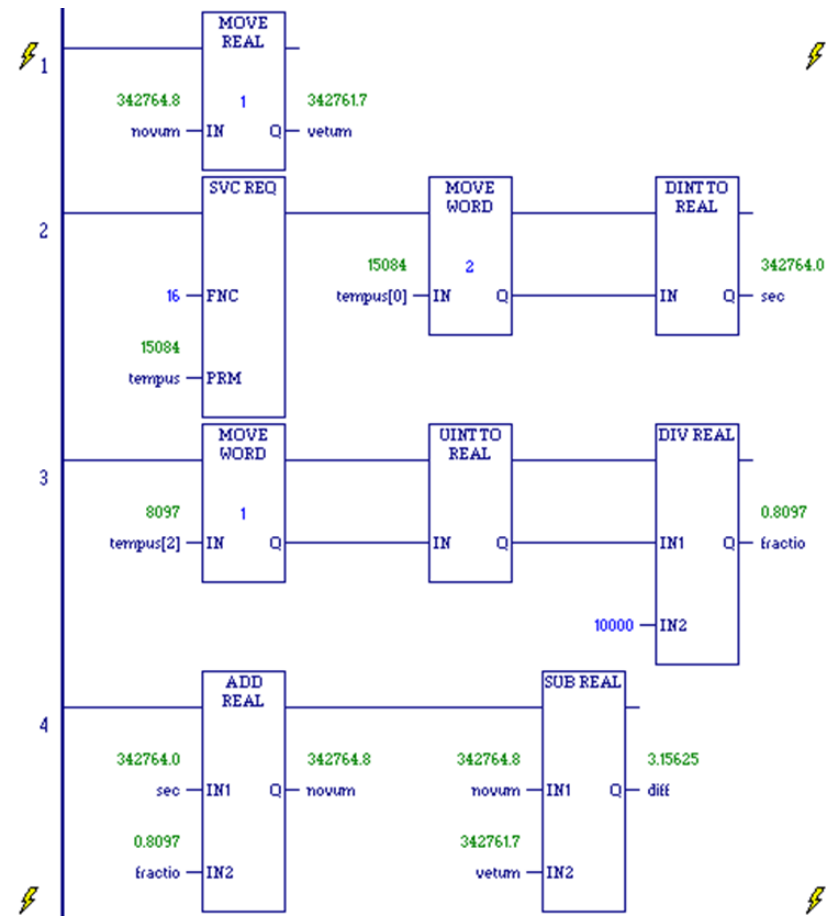 MOVE
REAL
1
342764.8 1 342761.7
novum IN Q vetum
SVC REQ MOVE DINT TO
WORD REAL
2
15084 2 342764.0
16 FNC tempus[0] IN Q IN Q sec
15084
tempus PRM
MOVE UINT TO DIV REAL
WORD REAL
3
8097 1 0.8097
tempus[2] IN Q IN Q IN1 Q fractio
10000 IN2
ADD SUB REAL
REAL
4
342764.0 342764.8 342764.8 3.15625
sec IN1 Q novum novum IN1 Q diff
0.8097 342761.7
fractio IN2 vetum IN2